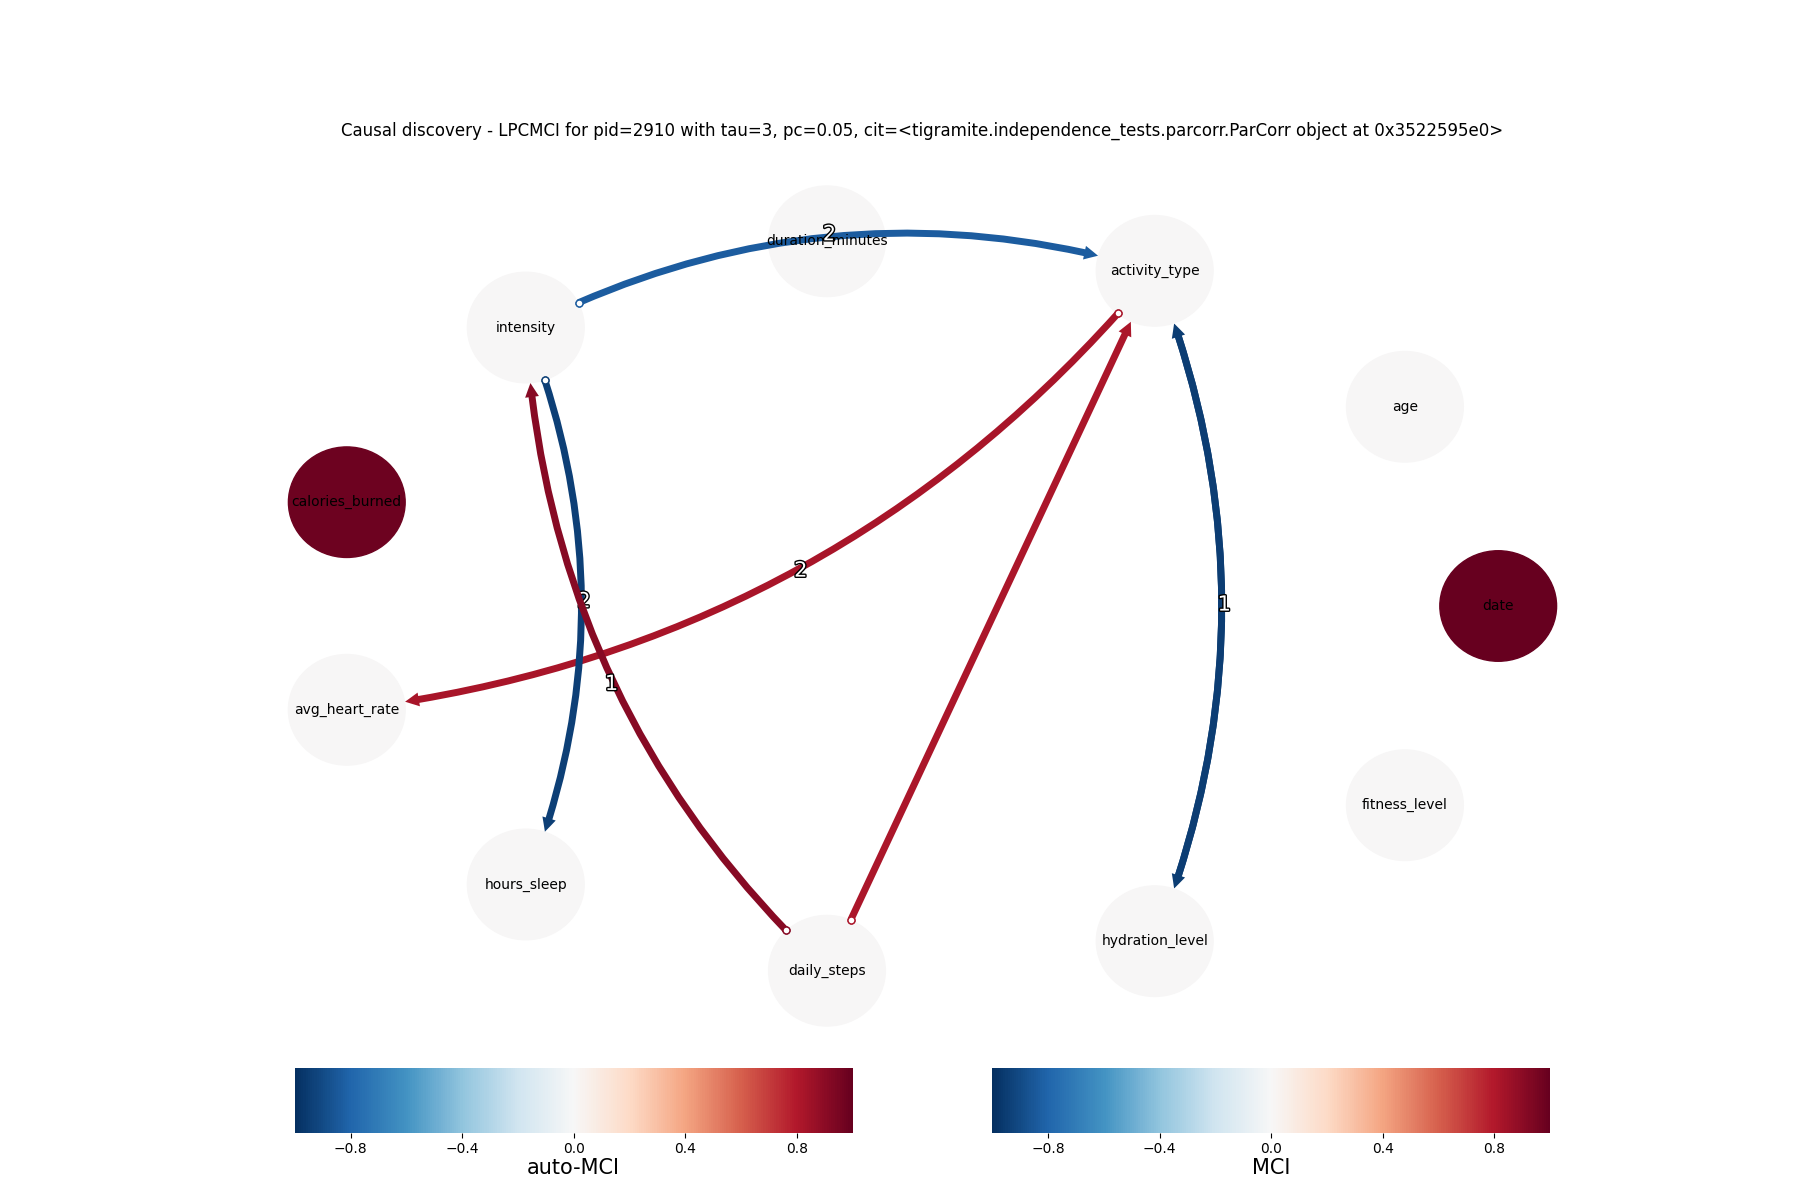 Causal discovery - LPCMCI for pid=2910 with tau=3, pc=0.05, cit=<tigramite.independence_tests.parcorr.ParCorr object at 0x3522595e0>
2
duration_minutes
activity_type
intensity
age
calories_burned
2
2
1
date
1
avg_heart_rate
fitness_level
hours_sleep
hydration_level
daily_steps
−0.8 −0.4 0.0 0.4 0.8
auto-MCI
−0.8 −0.4 0.0 0.4 0.8
MCI